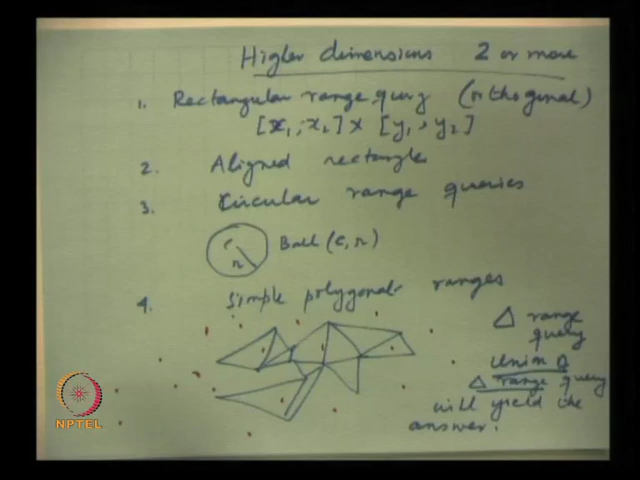 Higher dimensions 2 or more
1. Rectangular range query (orthogonal)
[x1, x2] x [y1, y2]
2. Aligned rectangle
3. Circular range queries
c
r
Ball (c, r)
4. Simple polygonal ranges
△ range
query
Union of
△ range query
will yield the
answer.
NPTEL